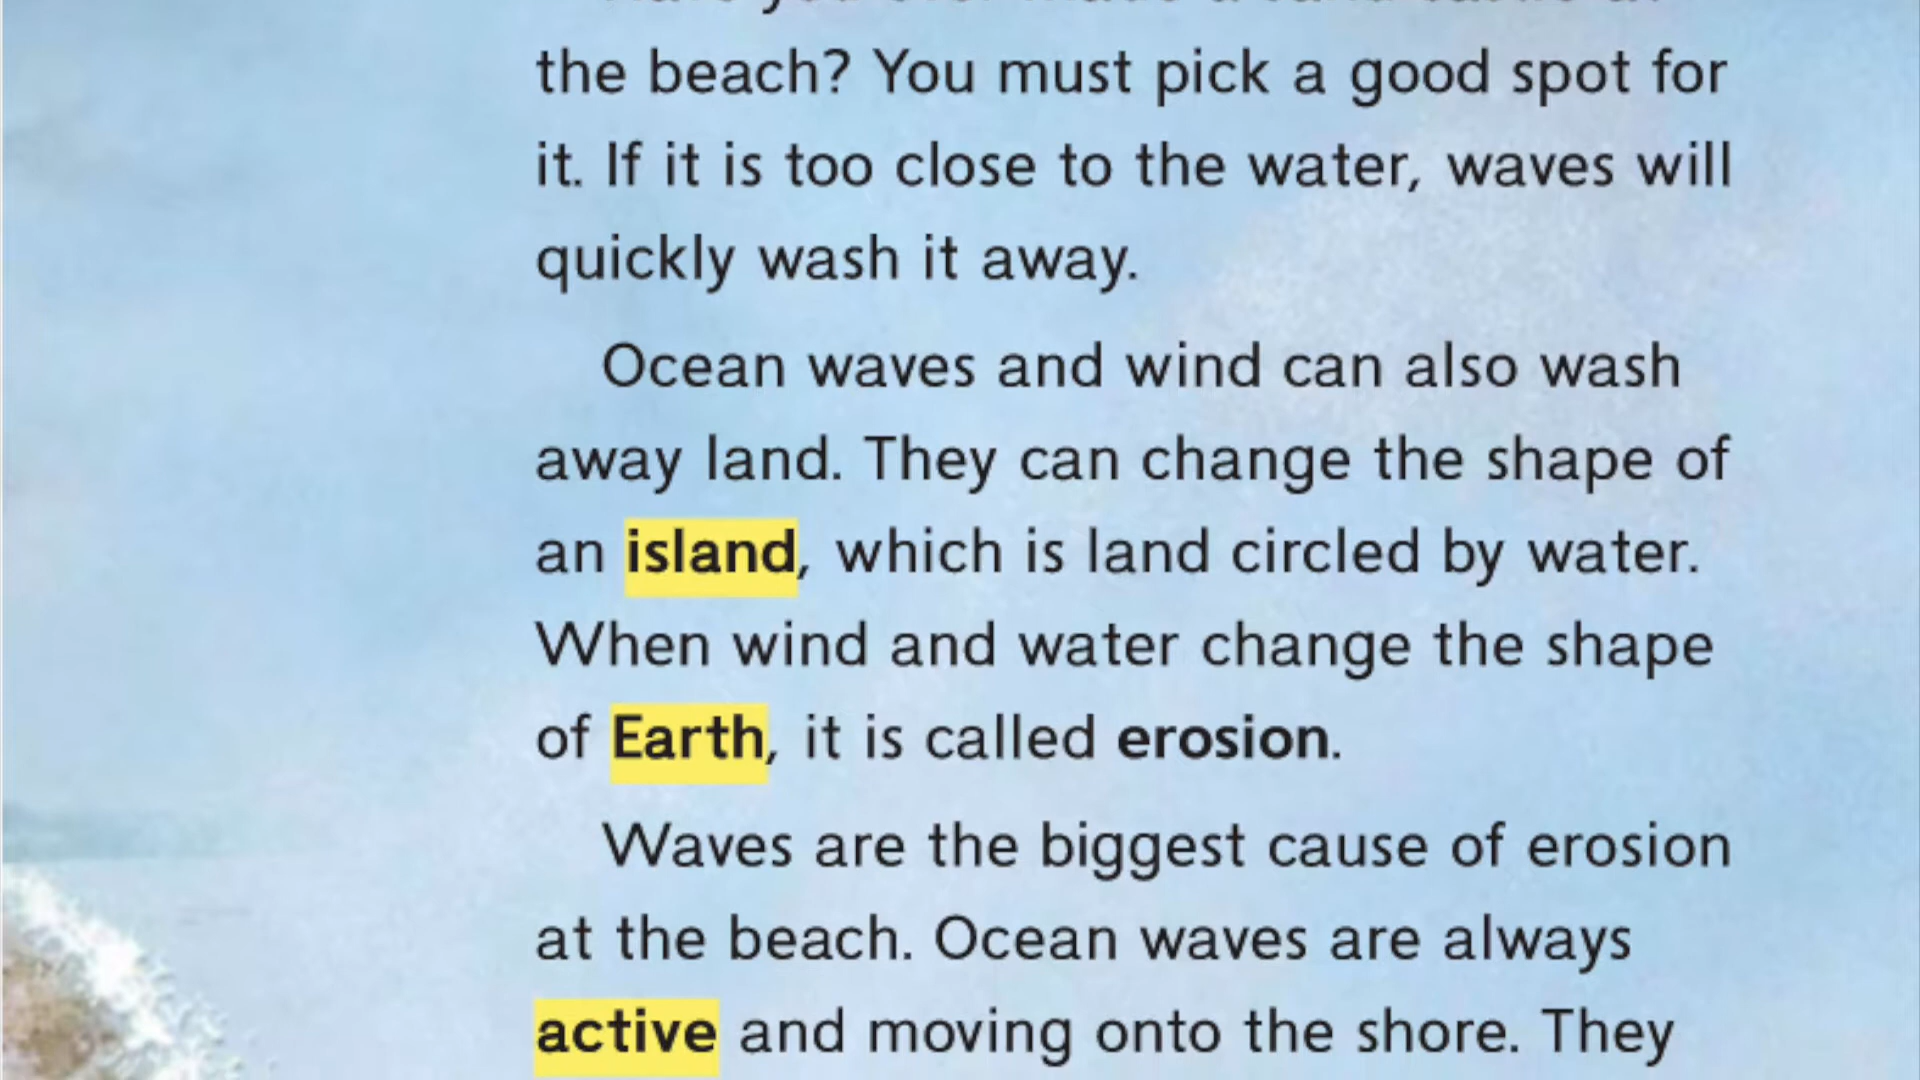 the beach? You must pick a good spot for
it. If it is too close to the water, waves will
quickly wash it away.
Ocean waves and wind can also wash
away land. They can change the shape of
an island, which is land circled by water.
When wind and water change the shape
of Earth, it is called erosion.
Waves are the biggest cause of erosion
at the beach. Ocean waves are always
active and moving onto the shore. They